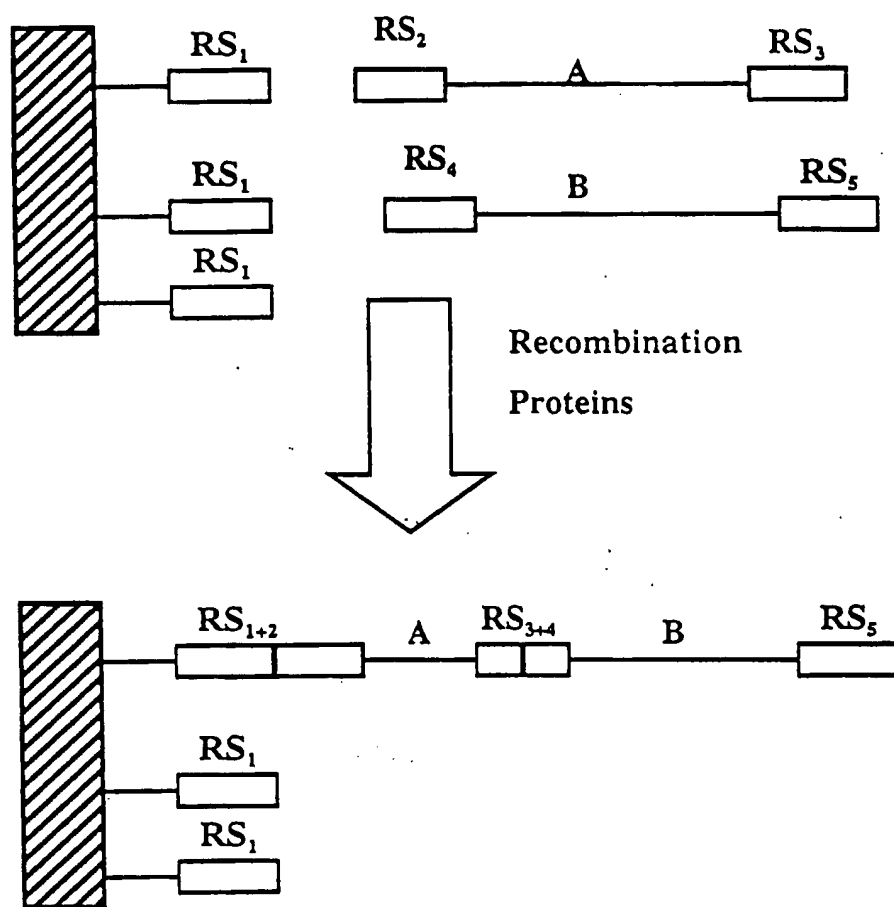 RS₁ RS₂ A RS₃
RS₁ RS₄ B RS₅
RS₁
Recombination
Proteins
RS₁₊₂ A RS₃₊₄ B RS₅
RS₁
RS₁